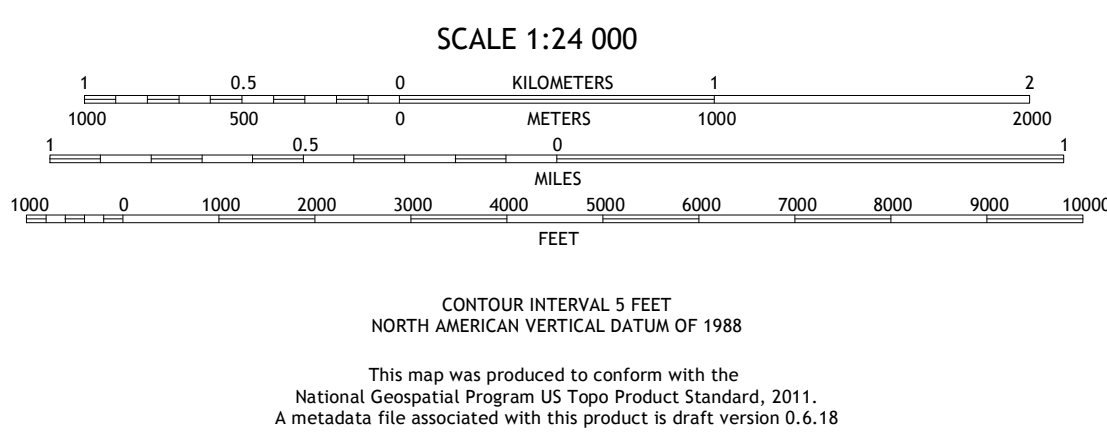 SCALE 1:24 000
1 0.5 0 KILOMETERS 1 2
1000 500 0 METERS 1000 2000
1 0.5 0 1
MILES
1000 0 1000 2000 3000 4000 5000 6000 7000 8000 9000 10000
FEET
CONTOUR INTERVAL 5 FEET
NORTH AMERICAN VERTICAL DATUM OF 1988
This map was produced to conform with the
National Geospatial Program US Topo Product Standard, 2011.
A metadata file associated with this product is draft version 0.6.18